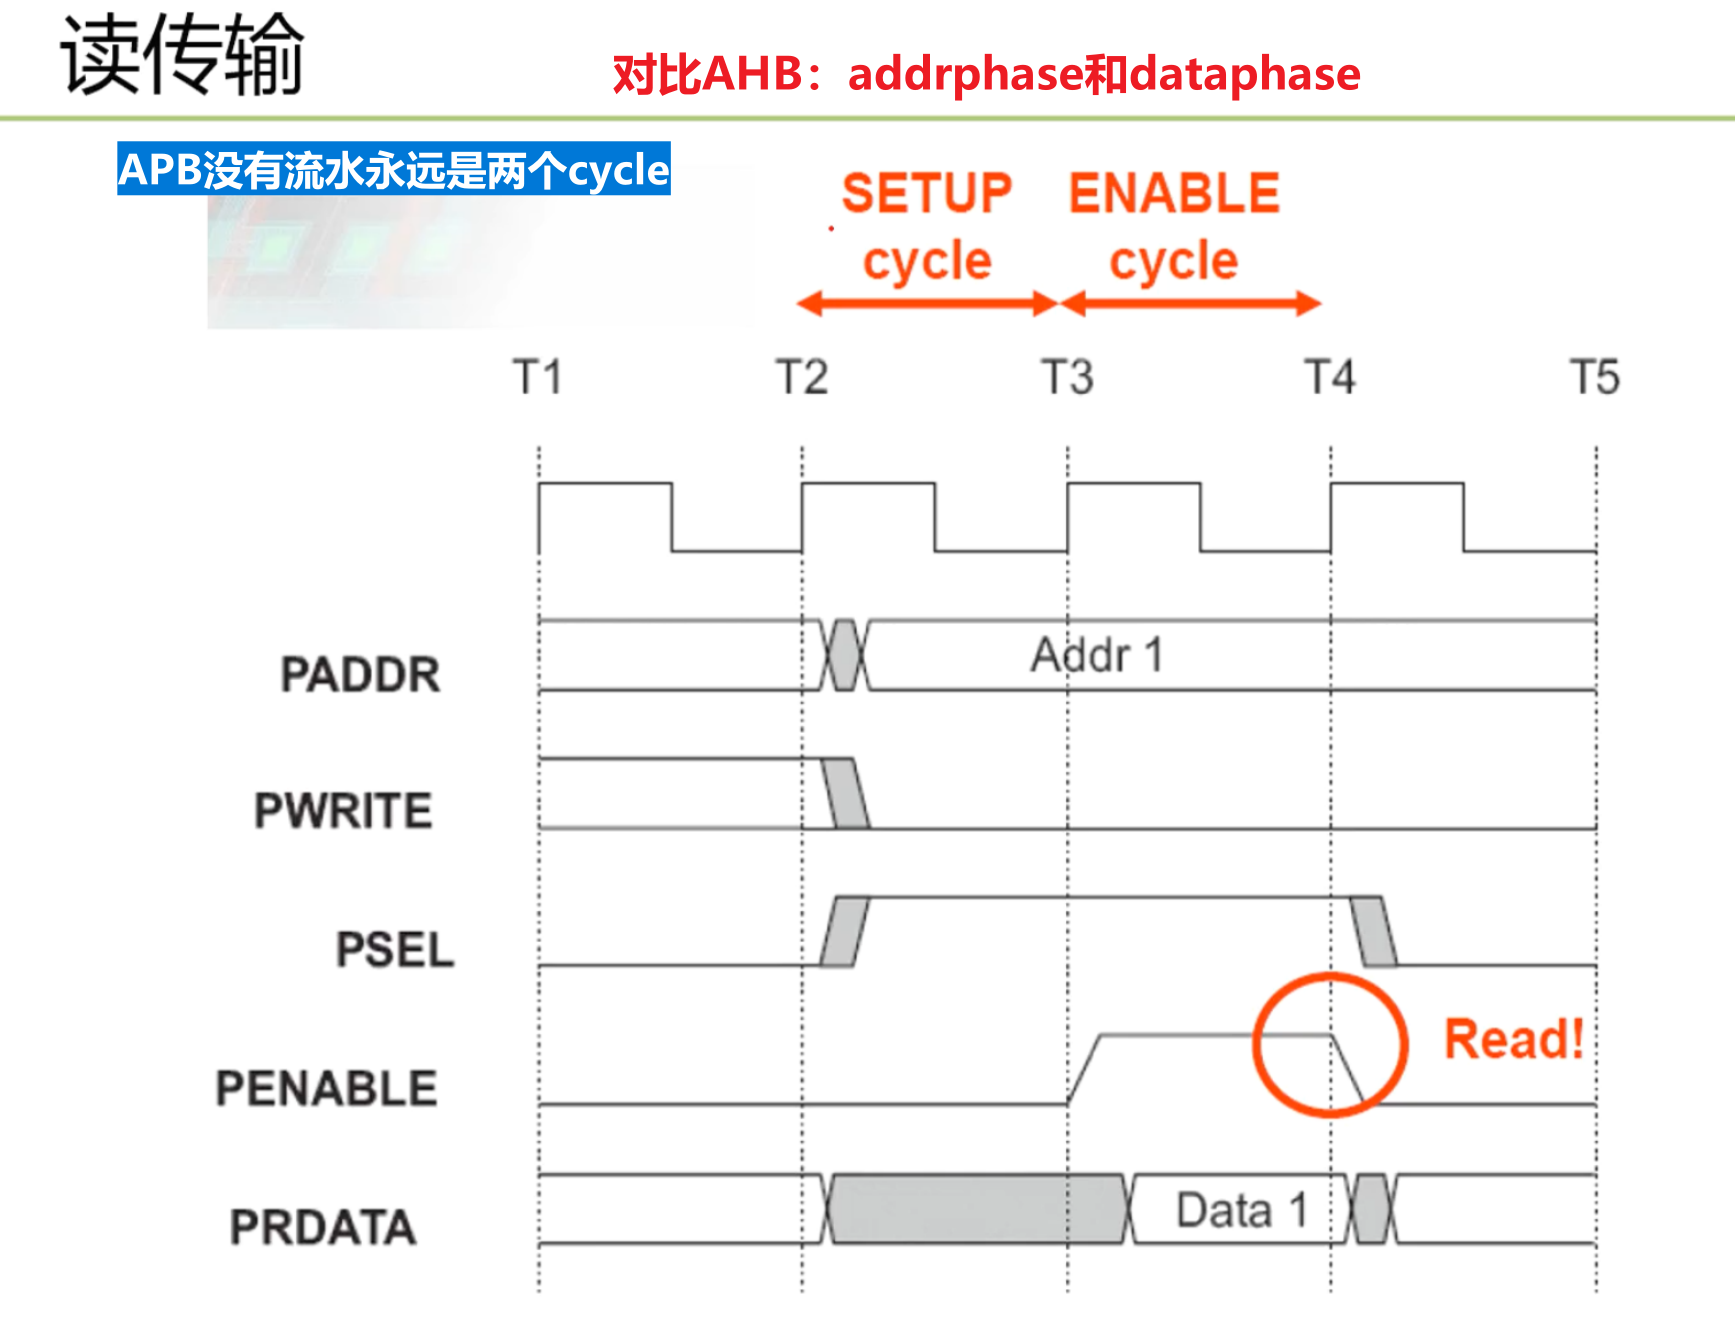 读传输
对比AHB：addrphase和dataphase
APB没有流水永远是两个cycle
SETUP ENABLE
cycle cycle
T1 T2 T3 T4 T5
PADDR Addr 1
PWRITE
PSEL
Read!
PENABLE
PRDATA Data 1